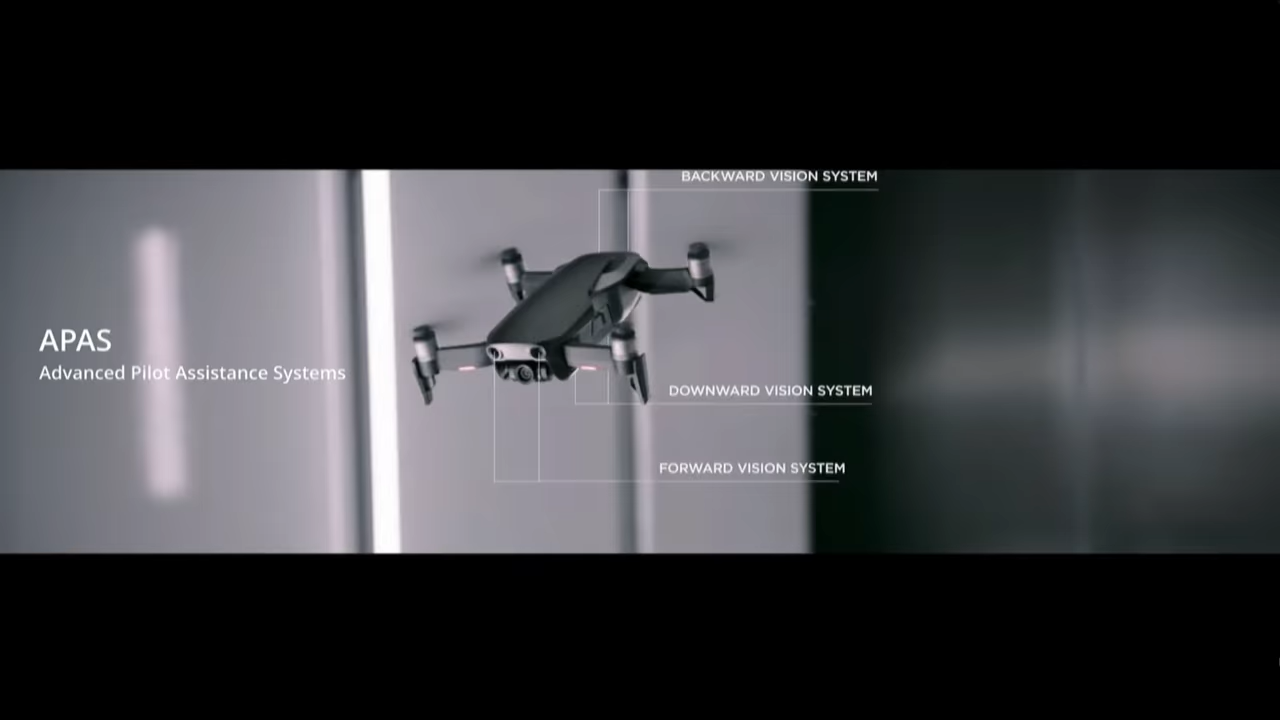 BACKWARD VISION SYSTEM
APAS
Advanced Pilot Assistance Systems
DOWNWARD VISION SYSTEM
FORWARD VISION SYSTEM